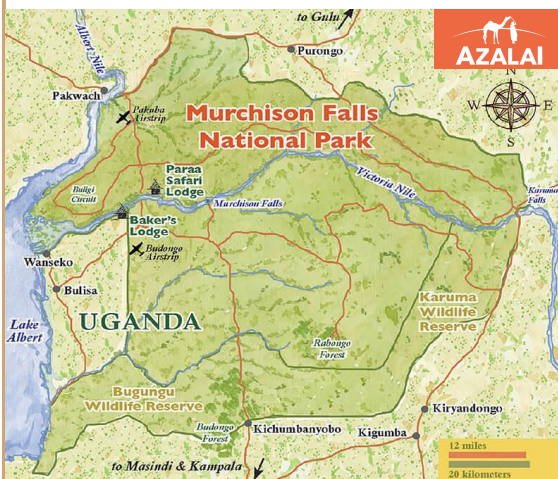 to Gulu
AZALAI
Albert Nile
Purongo
N
Pakwach
W
E
S
Pakuba
Airstrip
Murchison Falls
National Park
Paraa
Safari
Lodge
Victoria Nile
Buligi
Circuit
Murchison Falls
Karuma
Falls
Baker's
Lodge
Budongo
Airstrip
Wanseko
Bulisa
Karuma
Wildlife
Reserve
UGANDA
Lake
Albert
Rabongo
Forest
Bugungu
Wildlife Reserve
Kiryandongo
Budongo
Forest
Kichumbanyobo
Kigumba
12 miles
20 kilometers
to Masindi & Kampala